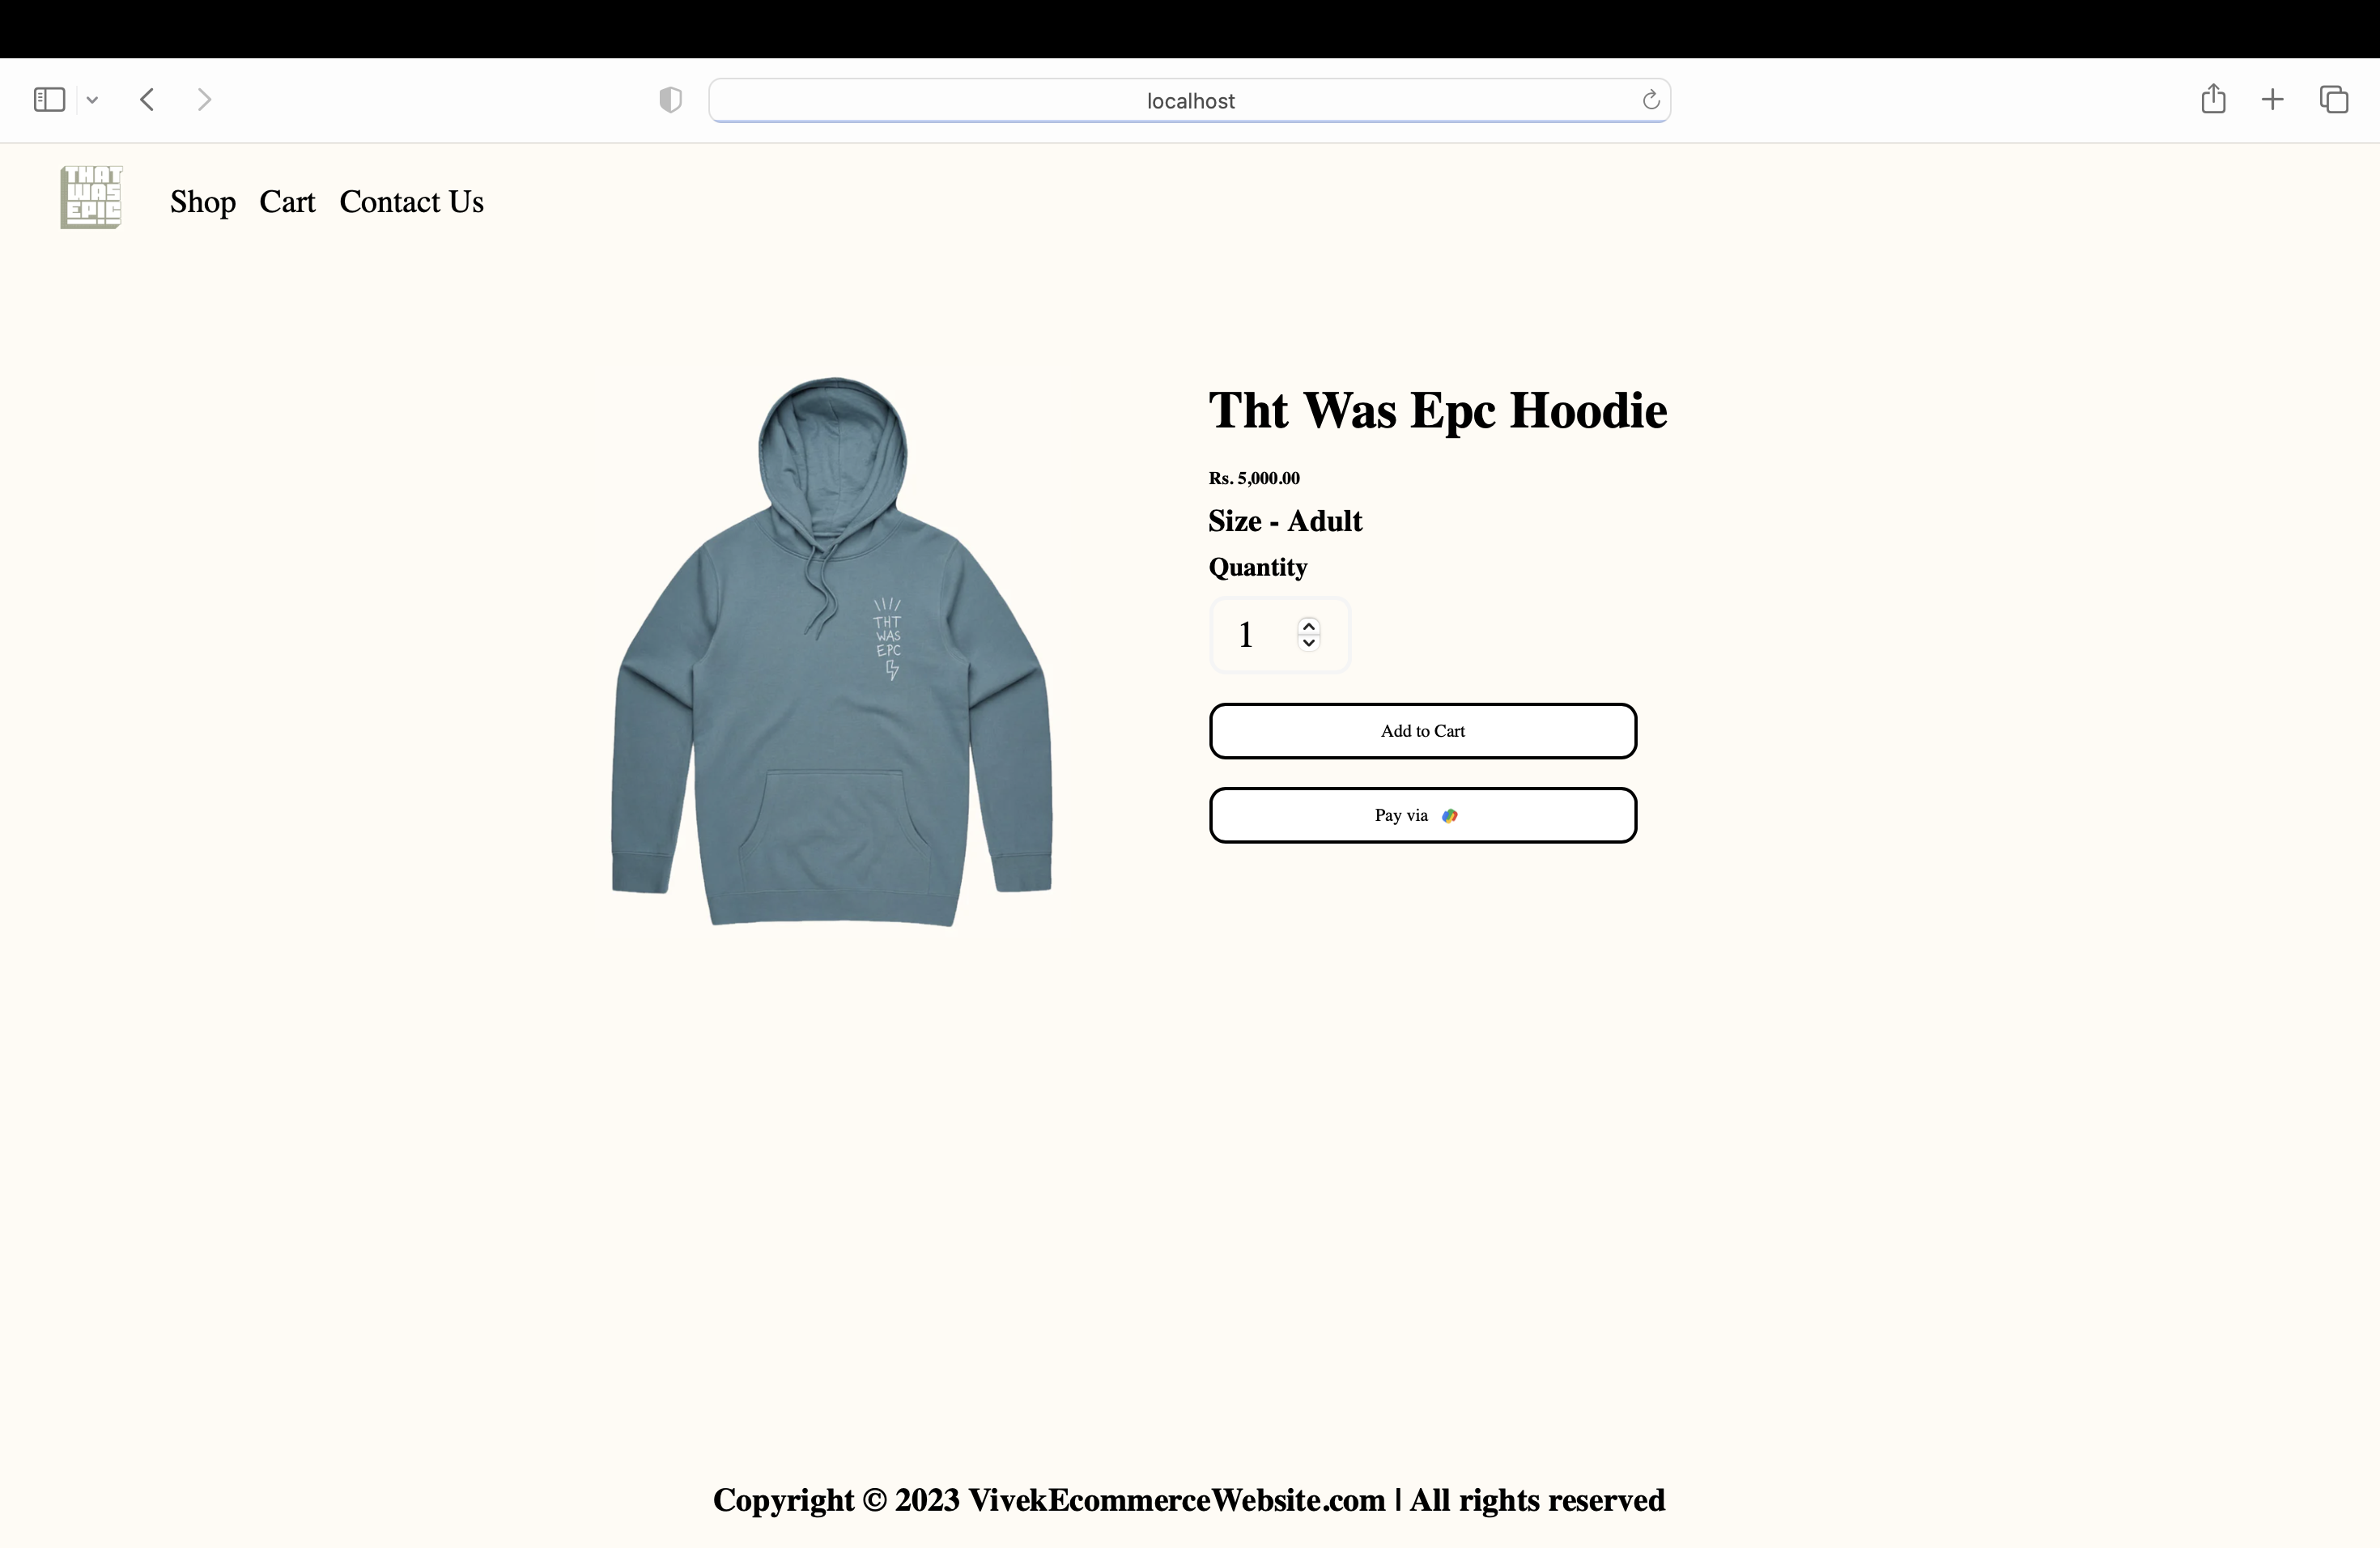 localhost
THAT
WAS
EPIC
Shop Cart Contact Us
Tht Was Epc Hoodie
Rs. 5,000.00
Size - Adult
Quantity
1
THT
WAS
EPC
Add to Cart
Pay via
Copyright © 2023 VivekEcommerceWebsite.com | All rights reserved